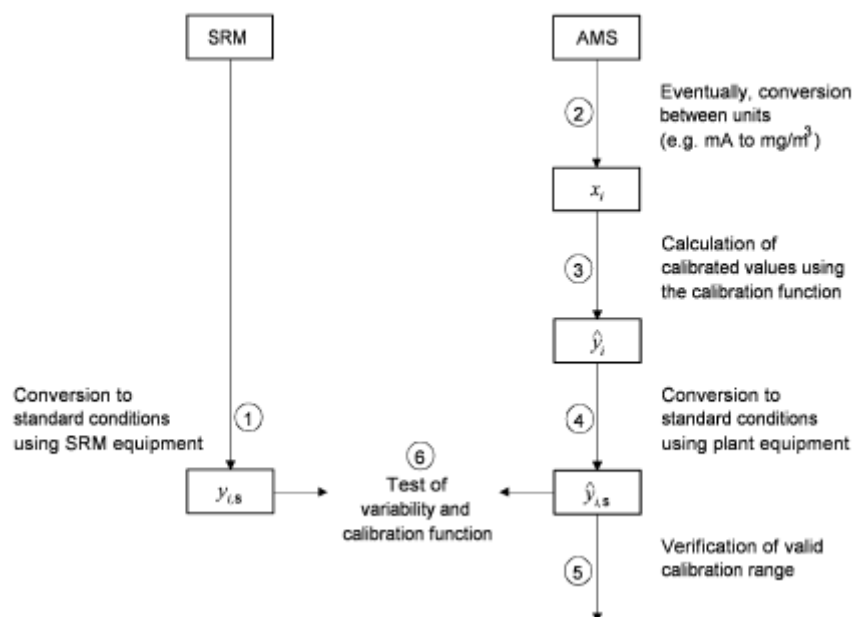 SRM
AMS
②
Eventually, conversion
between units
(e.g. mA to mg/m³)
xᵢ
③
Calculation of
calibrated values using
the calibration function
ŷᵢ
Conversion to
standard conditions
using SRM equipment
①
④
Conversion to
standard conditions
using plant equipment
⑥
Test of
variability and
calibration function
yᵢ,s
ŷᵢ,s
⑤
Verification of valid
calibration range